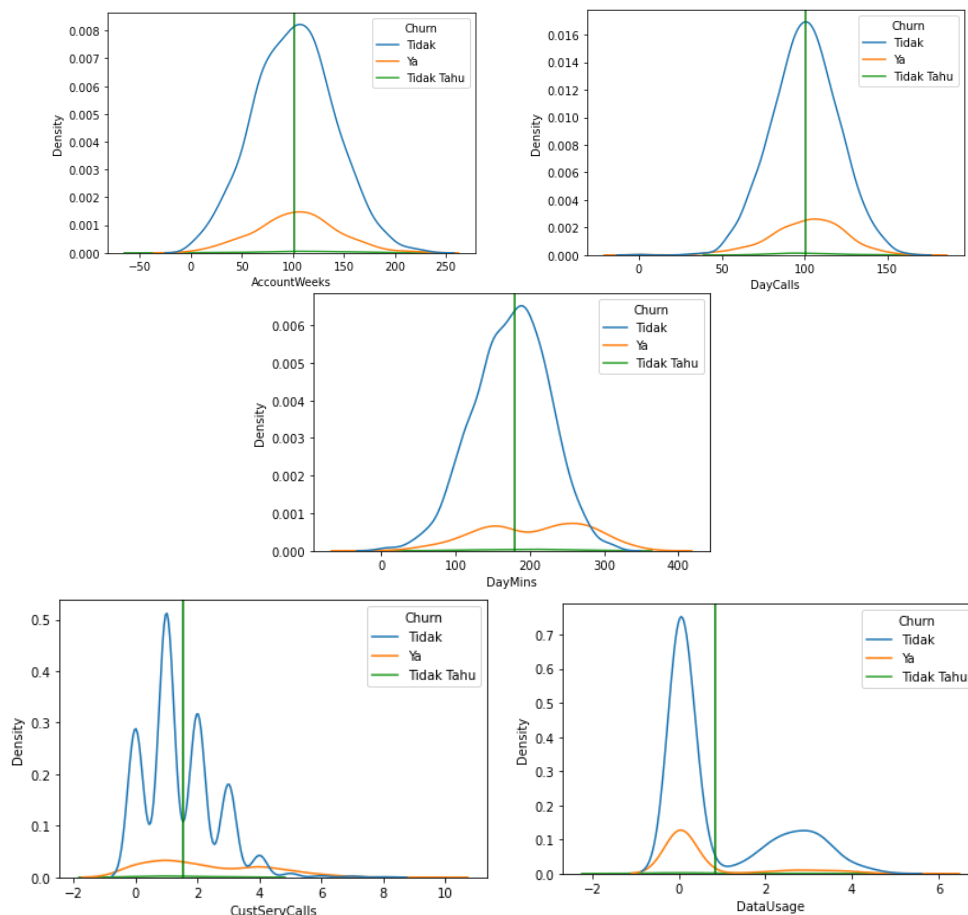 Churn
Tidak
Ya
Tidak Tahu
Density
0.008
0.007
0.006
0.005
0.004
0.003
0.002
0.001
0.000
−50 0 50 100 150 200 250
AccountWeeks
Churn
Tidak
Ya
Tidak Tahu
Density
0.016
0.014
0.012
0.010
0.008
0.006
0.004
0.002
0.000
0 50 100 150
DayCalls
Churn
Tidak
Ya
Tidak Tahu
Density
0.006
0.005
0.004
0.003
0.002
0.001
0.000
0 100 200 300 400
DayMins
Churn
Tidak
Ya
Tidak Tahu
Density
0.5
0.4
0.3
0.2
0.1
0.0
−2 0 2 4 6 8 10
CustServCalls
Churn
Tidak
Ya
Tidak Tahu
Density
0.7
0.6
0.5
0.4
0.3
0.2
0.1
0.0
−2 0 2 4 6
DataUsage